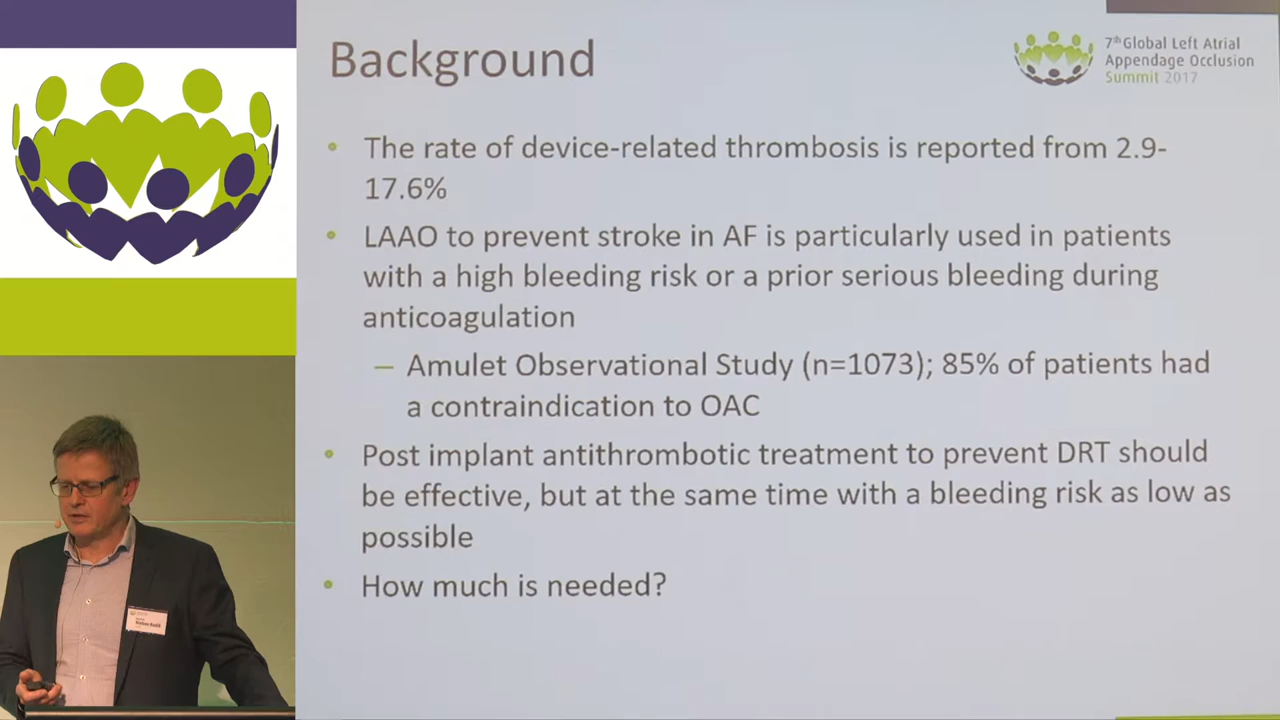 Background
7th Global Left Atrial
Appendage Occlusion
Summit 2017
• The rate of device-related thrombosis is reported from 2.9-
17.6%
• LAAO to prevent stroke in AF is particularly used in patients
with a high bleeding risk or a prior serious bleeding during
anticoagulation
– Amulet Observational Study (n=1073); 85% of patients had
a contraindication to OAC
• Post implant antithrombotic treatment to prevent DRT should
be effective, but at the same time with a bleeding risk as low as
possible
• How much is needed?